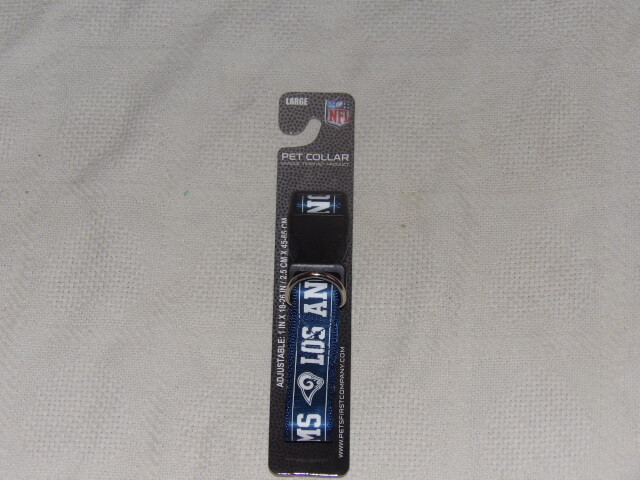 LARGE
NFL
PET COLLAR
ADJUSTABLE: 1 IN X 18-26 IN / 2.5 CM X 45-65 CM
NG
MS LOS AN
WWW.PETSFIRSTCOMPANY.COM